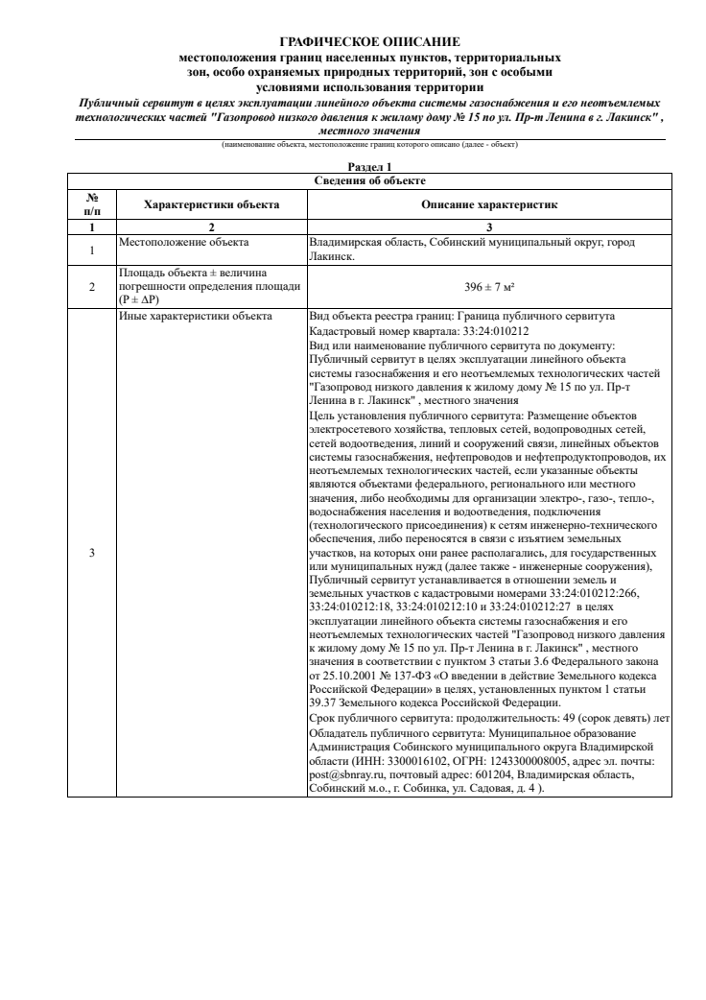 ГРАФИЧЕСКОЕ ОПИСАНИЕ
местоположения границ населенных пунктов, территориальных
зон, особо охраняемых природных территорий, зон с особыми
условиями использования территории
Публичный сервитут в целях эксплуатации линейного объекта системы газоснабжения и его неотъемлемых
технологических частей "Газопровод низкого давления к жилому дому № 15 по ул. Пр-т Ленина в г. Лакинск" ,
местного значения
(наименование объекта, местоположение границ которого описано (далее - объект)
Раздел 1
Сведения об объекте
№
п/п
Характеристики объекта
Описание характеристик
1
2
3
1
Местоположение объекта
Владимирская область, Собинский муниципальный округ, город
Лакинск.
2
Площадь объекта ± величина
погрешности определения площади
(P ± ΔP)
396 ± 7 м²
3
Иные характеристики объекта
Вид объекта реестра границ: Граница публичного сервитута
Кадастровый номер квартала: 33:24:010212
Вид или наименование публичного сервитута по документу:
Публичный сервитут в целях эксплуатации линейного объекта
системы газоснабжения и его неотъемлемых технологических частей
"Газопровод низкого давления к жилому дому № 15 по ул. Пр-т
Ленина в г. Лакинск" , местного значения
Цель установления публичного сервитута: Размещение объектов
электросетевого хозяйства, тепловых сетей, водопроводных сетей,
сетей водоотведения, линий и сооружений связи, линейных объектов
системы газоснабжения, нефтепроводов и нефтепродуктопроводов, их
неотъемлемых технологических частей, если указанные объекты
являются объектами федерального, регионального или местного
значения, либо необходимы для организации электро-, газо-, тепло-,
водоснабжения населения и водоотведения, подключения
(технологического присоединения) к сетям инженерно-технического
обеспечения, либо переносятся в связи с изъятием земельных
участков, на которых они ранее располагались, для государственных
или муниципальных нужд (далее также - инженерные сооружения),
Публичный сервитут устанавливается в отношении земель и
земельных участков с кадастровыми номерами 33:24:010212:266,
33:24:010212:18, 33:24:010212:10 и 33:24:010212:27 в целях
эксплуатации линейного объекта системы газоснабжения и его
неотъемлемых технологических частей "Газопровод низкого давления
к жилому дому № 15 по ул. Пр-т Ленина в г. Лакинск" , местного
значения в соответствии с пунктом 3 статьи 3.6 Федерального закона
от 25.10.2001 № 137-ФЗ «О введении в действие Земельного кодекса
Российской Федерации» в целях, установленных пунктом 1 статьи
39.37 Земельного кодекса Российской Федерации.
Срок публичного сервитута: продолжительность: 49 (сорок девять) лет
Обладатель публичного сервитута: Муниципальное образование
Администрация Собинского муниципального округа Владимирской
области (ИНН: 3300016102, ОГРН: 1243300008005, адрес эл. почты:
post@sbnray.ru, почтовый адрес: 601204, Владимирская область,
Собинский м.о., г. Собинка, ул. Садовая, д. 4 ).